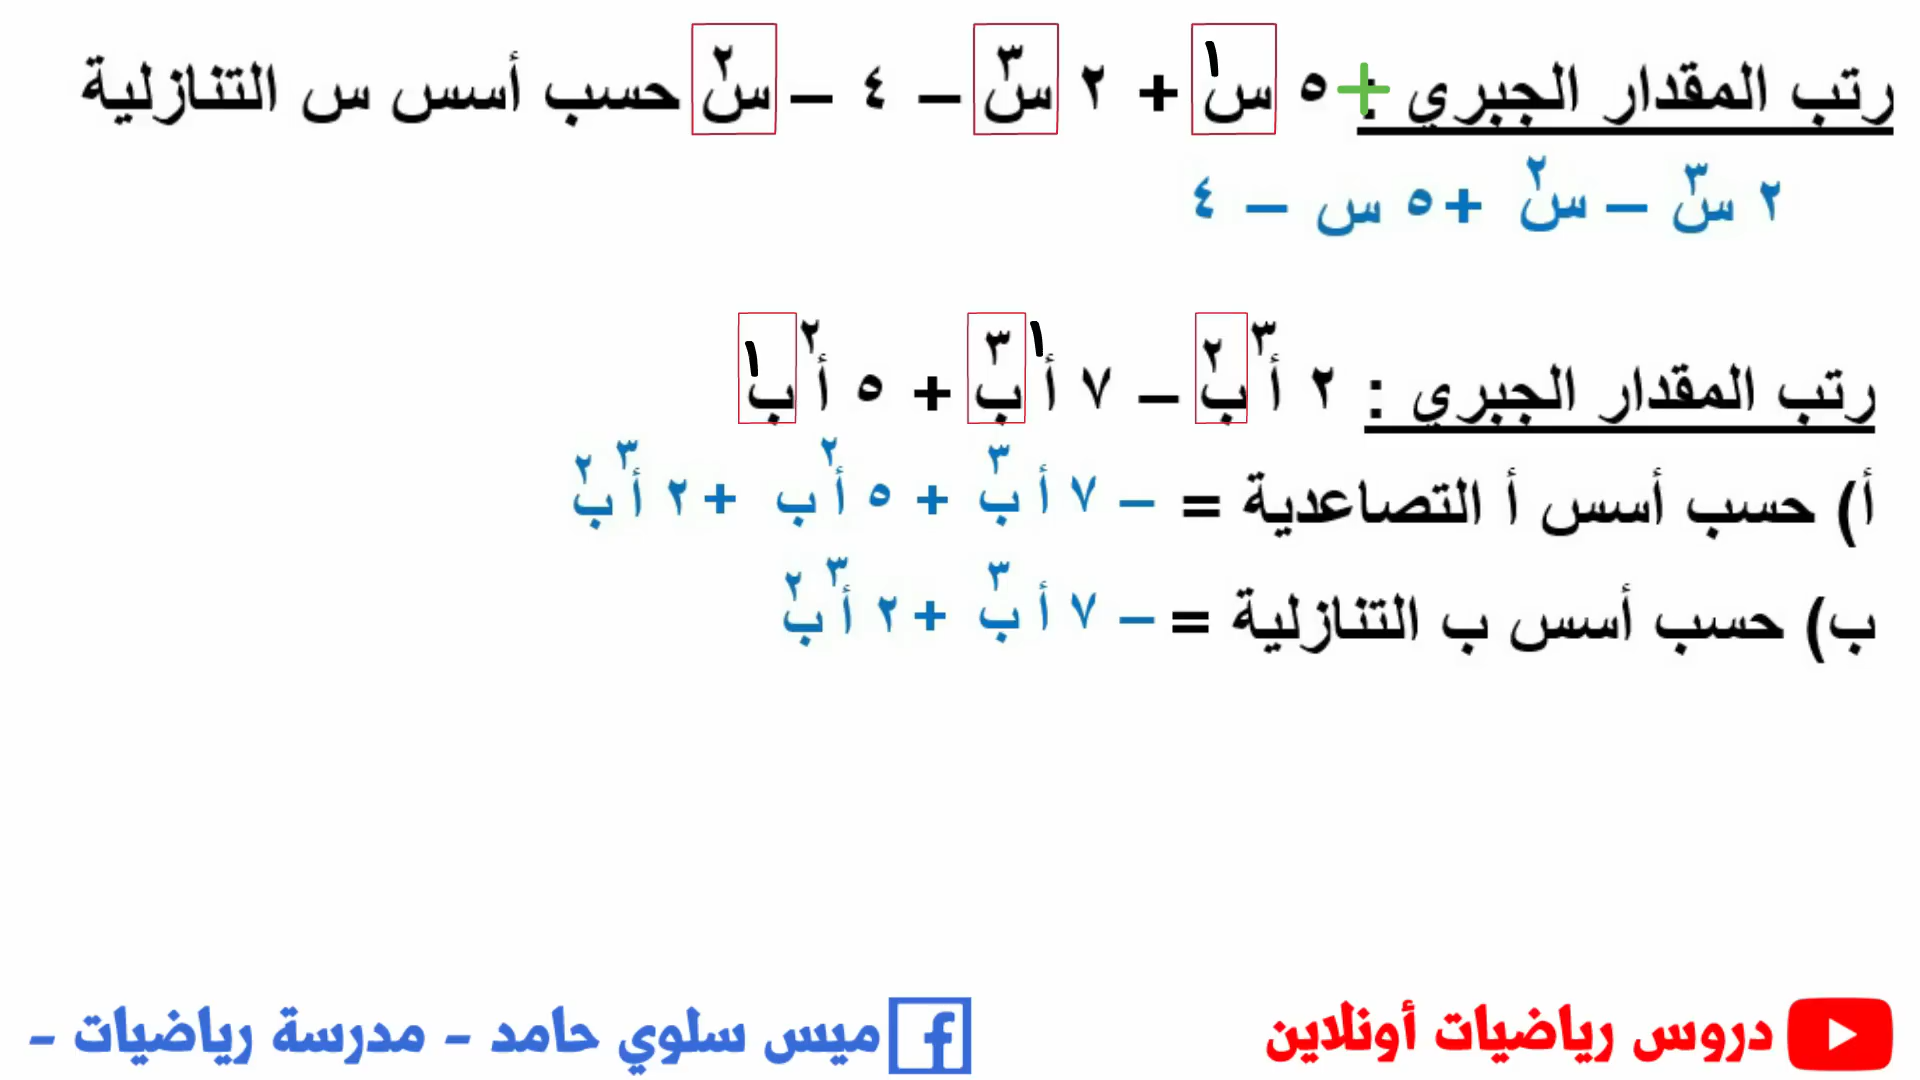 رتب المقدار الجبري : + ٥ س١ + ٢ س٣ – ٤ – س٢ حسب أسس س التنازلية
٢ س٣ – س٢ + ٥ س – ٤
رتب المقدار الجبري : ٢ أ٣ ب٢ – ٧ أ١ ب٣ + ٥ أ٢ ب١
أ) حسب أسس أ التصاعدية = – ٧ أ ب٣ + ٥ أ٢ ب + ٢ أ٣ ب٢
ب) حسب أسس ب التنازلية = – ٧ أ ب٣ + ٢ أ٣ ب٢
دروس رياضيات أونلاين
ميس سلوي حامد - مدرسة رياضيات -